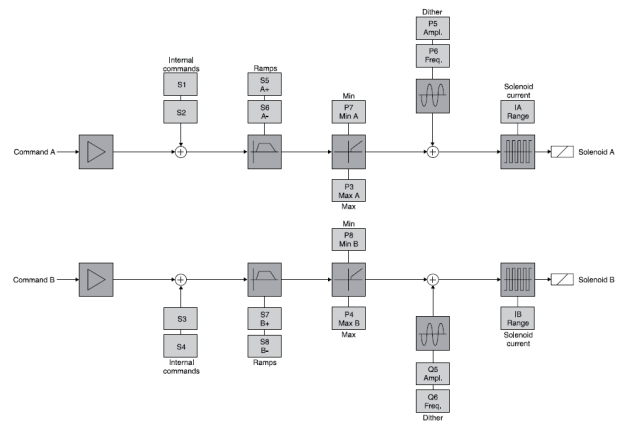 Dither
P5
Ampl.
P6
Freq.
Internal
commands
S1
S2
Ramps
S5
A+
S6
A-
Min
P7
Min A
Solenoid
current
IA
Range
Command A
Solenoid A
P3
Max A
Max
Min
P8
Min B
Command B
Solenoid B
S3
S4
Internal
commands
S7
B+
S8
B-
Ramps
P4
Max B
Max
IB
Range
Solenoid
current
Q5
Ampl.
Q6
Freq.
Dither